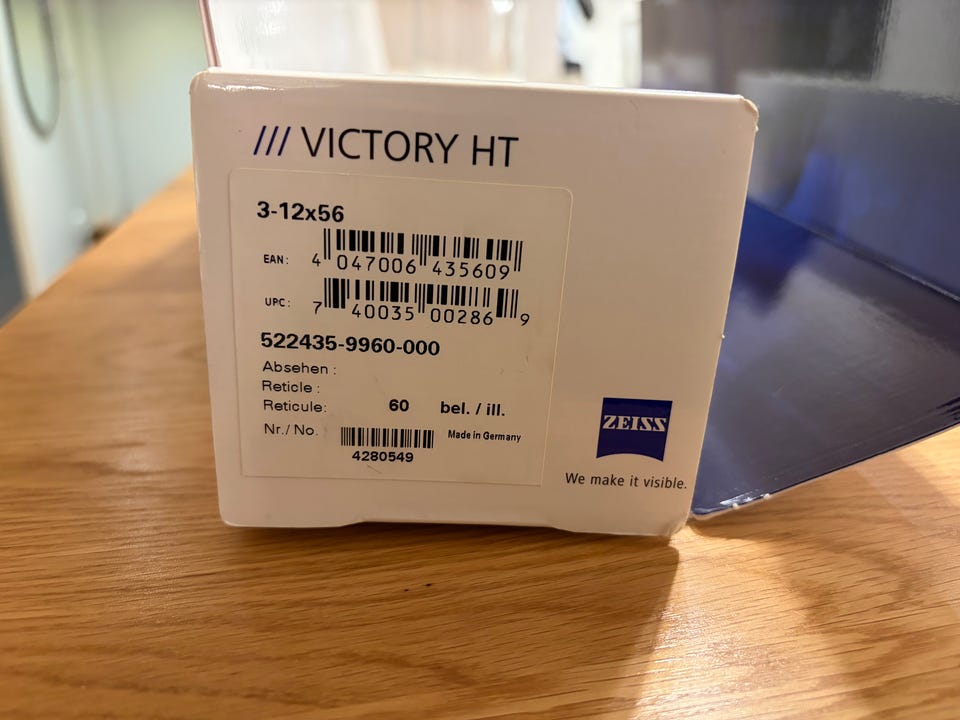 /// VICTORY HT
3-12x56
EAN: 4 047006 435609
UPC: 7 40035 00286 9
522435-9960-000
Absehen :
Reticle :
Reticule: 60 bel. / ill.
Nr./ No. Made in Germany
4280549
ZEISS
We make it visible.